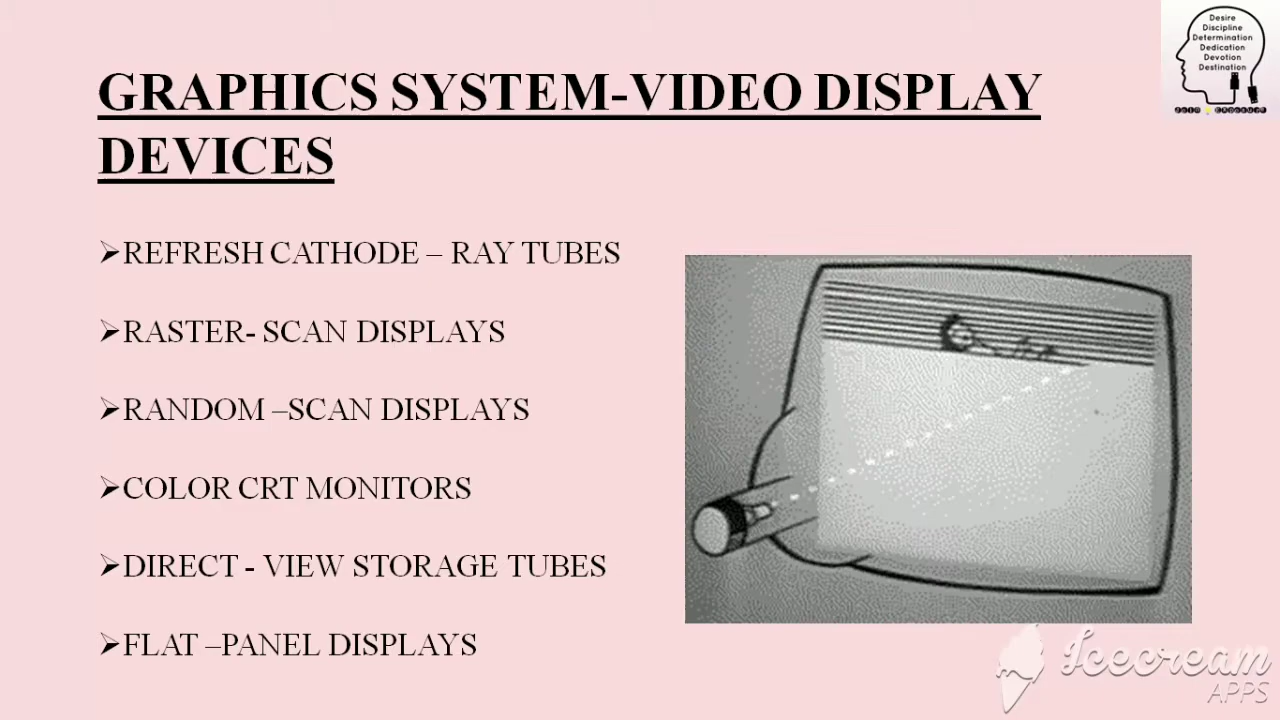 GRAPHICS SYSTEM-VIDEO DISPLAY
DEVICES
➢REFRESH CATHODE – RAY TUBES
➢RASTER- SCAN DISPLAYS
➢RANDOM –SCAN DISPLAYS
➢COLOR CRT MONITORS
➢DIRECT - VIEW STORAGE TUBES
➢FLAT –PANEL DISPLAYS
Desire
Discipline
Determination
Dedication
Devotion
Destination
Icecream
APPS